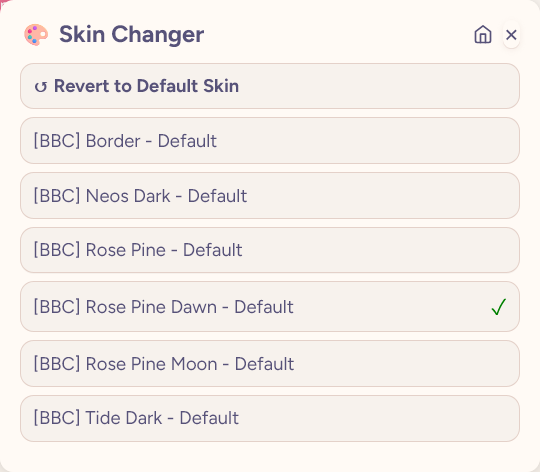 Skin Changer
↺ Revert to Default Skin
[BBC] Border - Default
[BBC] Neos Dark - Default
[BBC] Rose Pine - Default
[BBC] Rose Pine Dawn - Default
[BBC] Rose Pine Moon - Default
[BBC] Tide Dark - Default